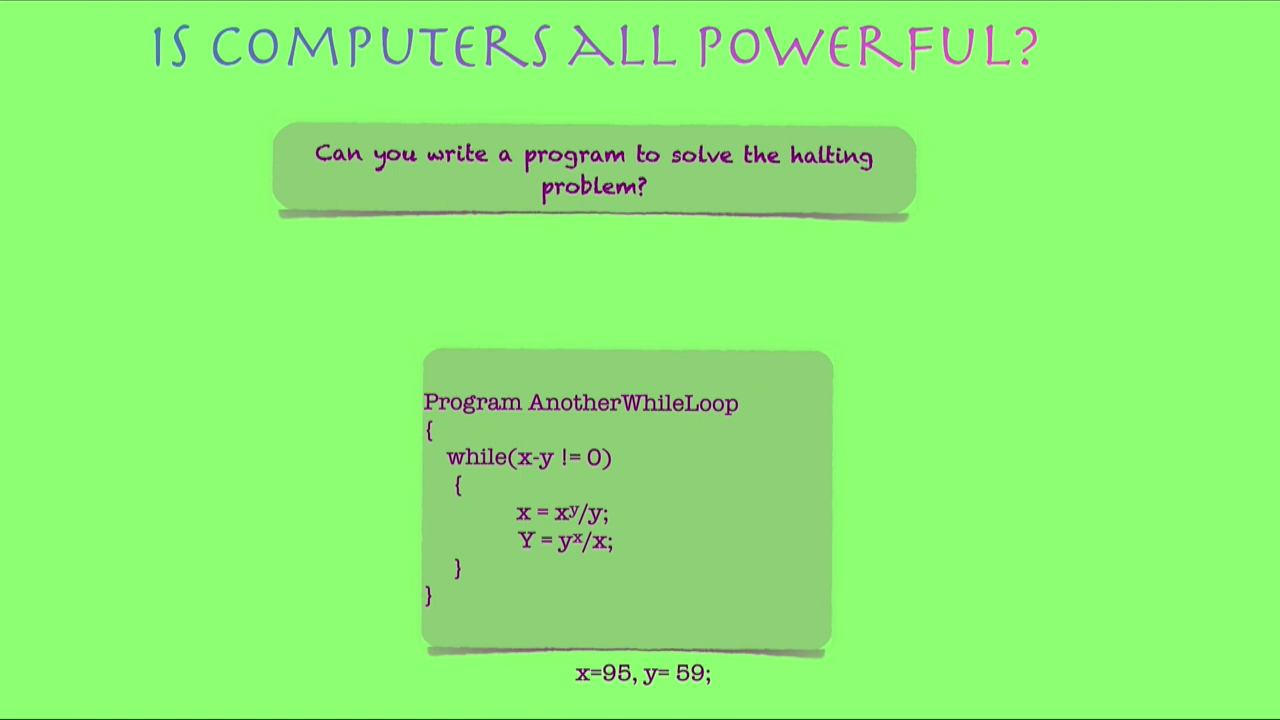 IS COMPUTERS ALL POWERFUL?
Can you write a program to solve the halting
problem?
Program AnotherWhileLoop
{
while(x-y != 0)
{
x = xʸ/y;
Y = yˣ/x;
}
}
x=95, y= 59;